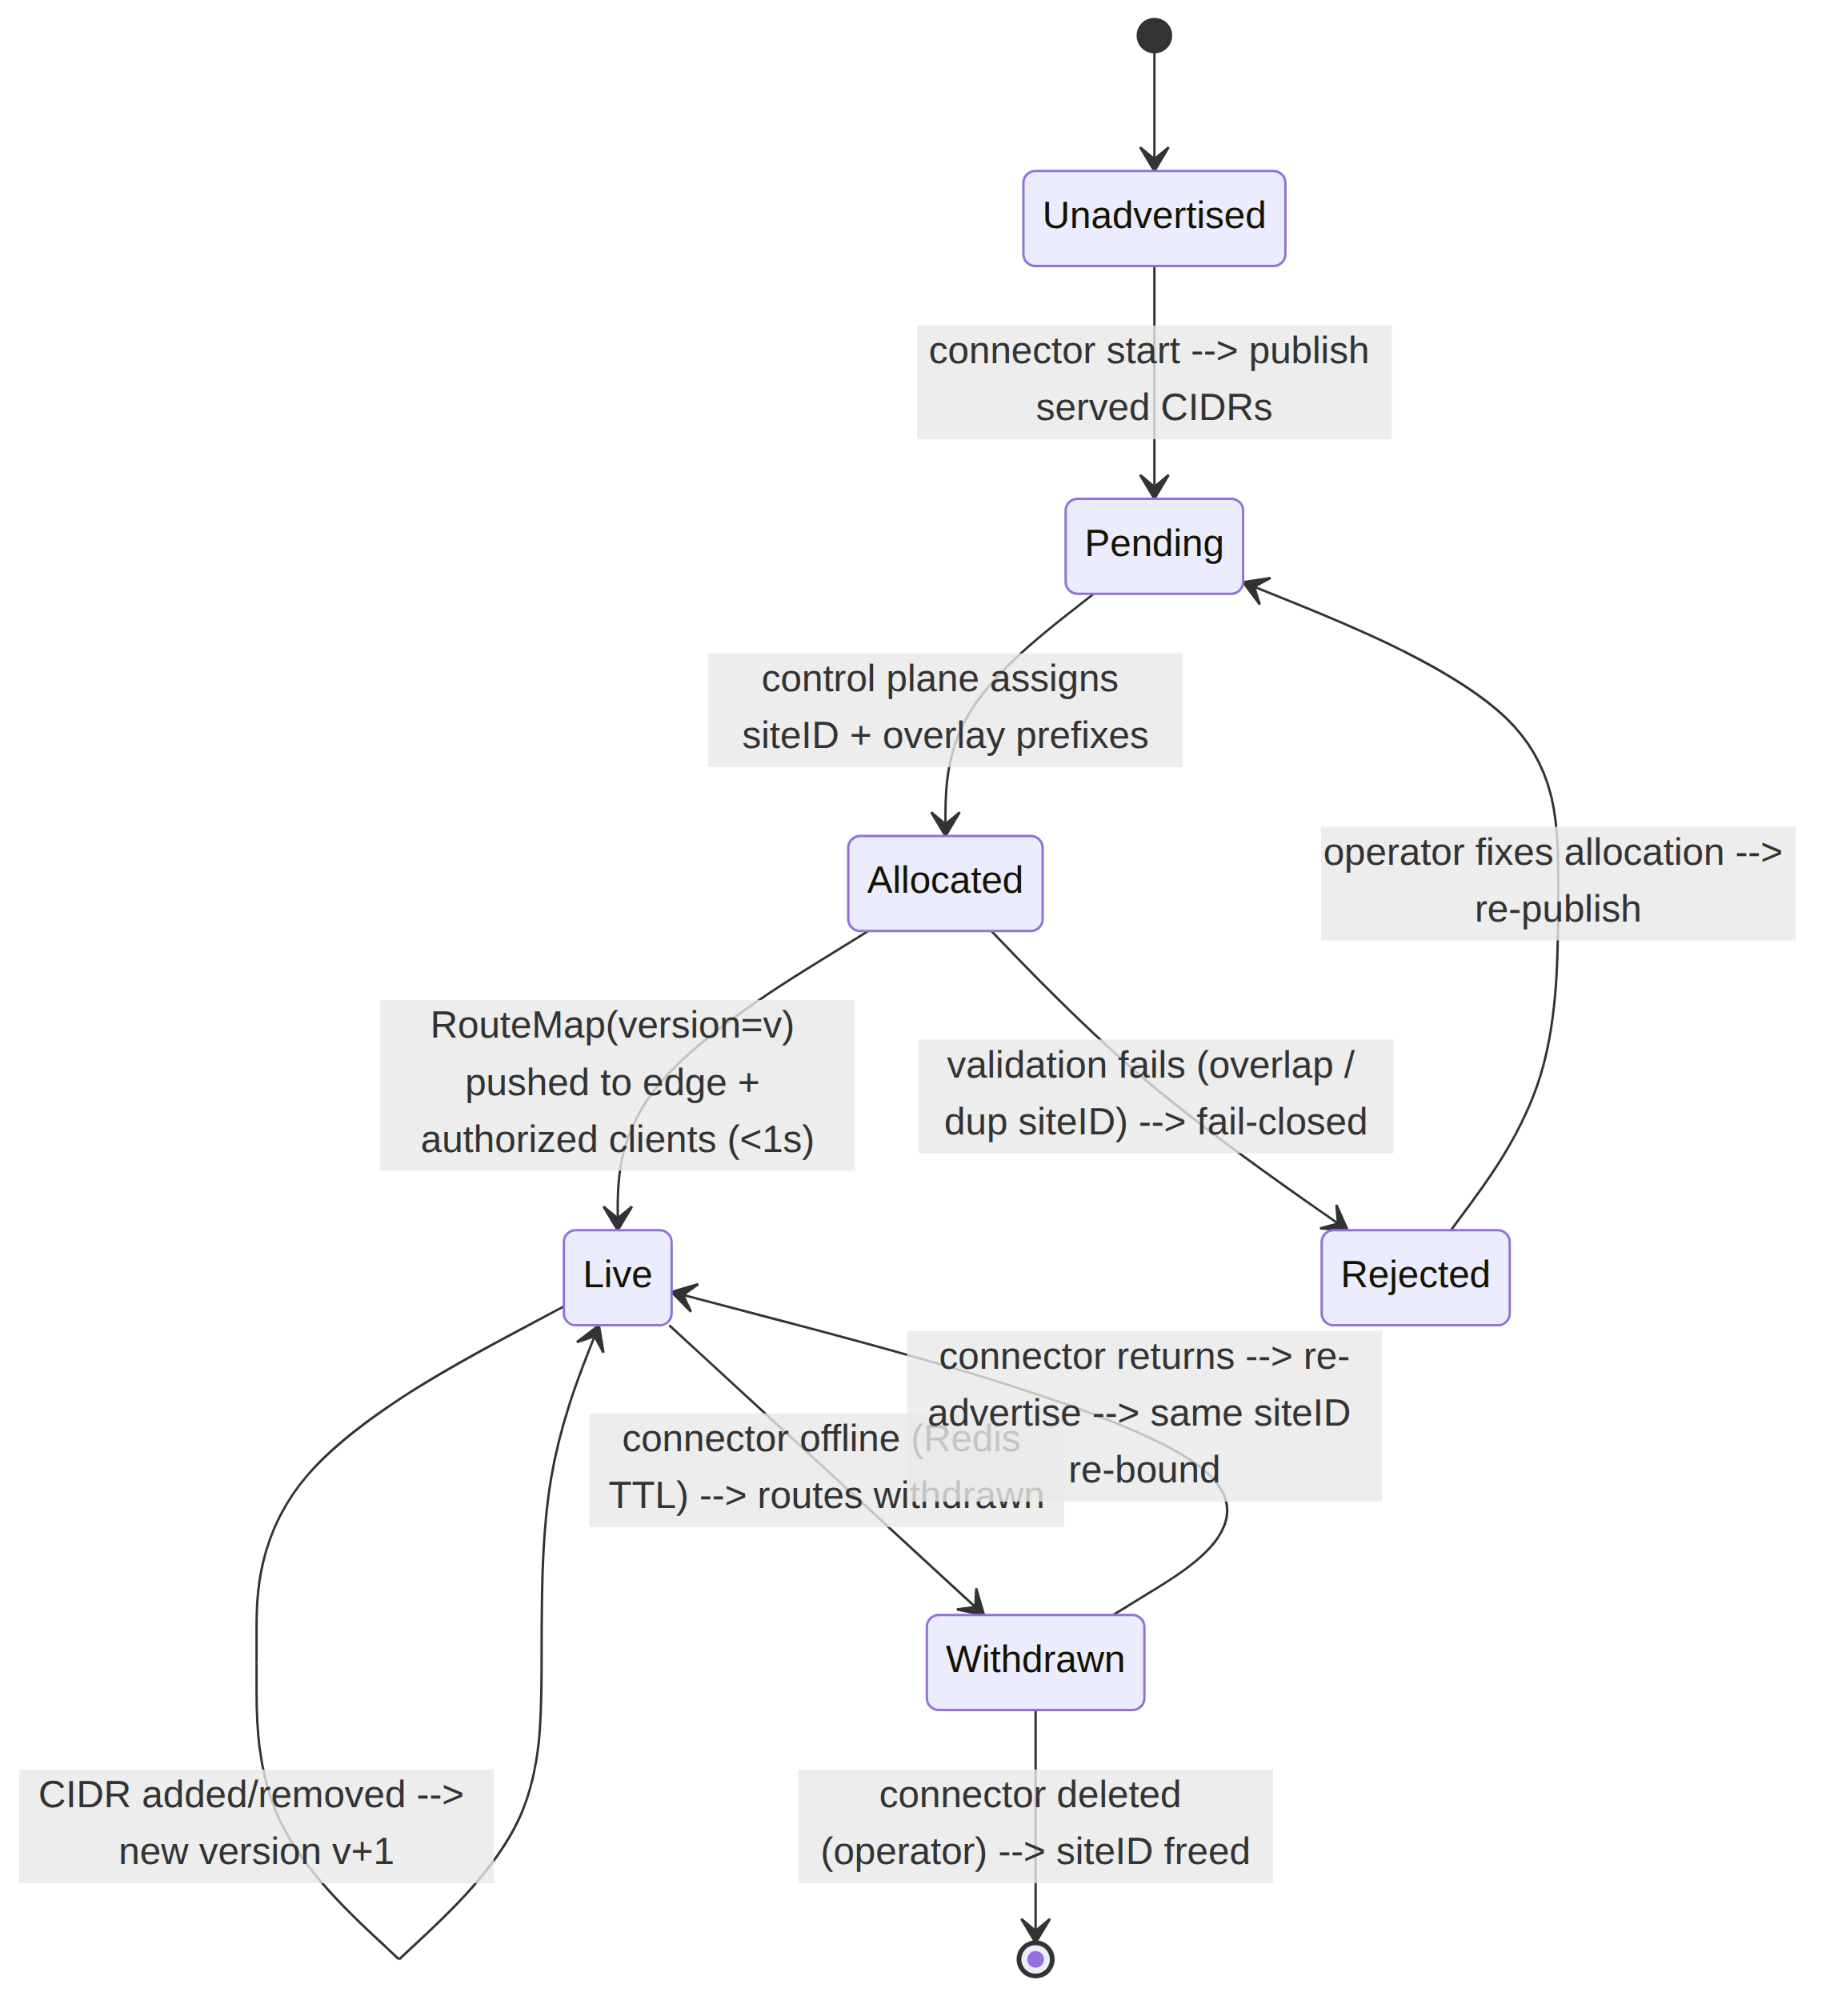 Unadvertised
connector start --> publish
served CIDRs
Pending
control plane assigns
siteID + overlay prefixes
operator fixes allocation -->
re-publish
Allocated
RouteMap(version=v)
pushed to edge +
authorized clients (<1s)
validation fails (overlap /
dup siteID) --> fail-closed
Live
Rejected
connector returns --> re-
advertise --> same siteID
re-bound
connector offline (Redis
TTL) --> routes withdrawn
Withdrawn
CIDR added/removed -->
new version v+1
connector deleted
(operator) --> siteID freed